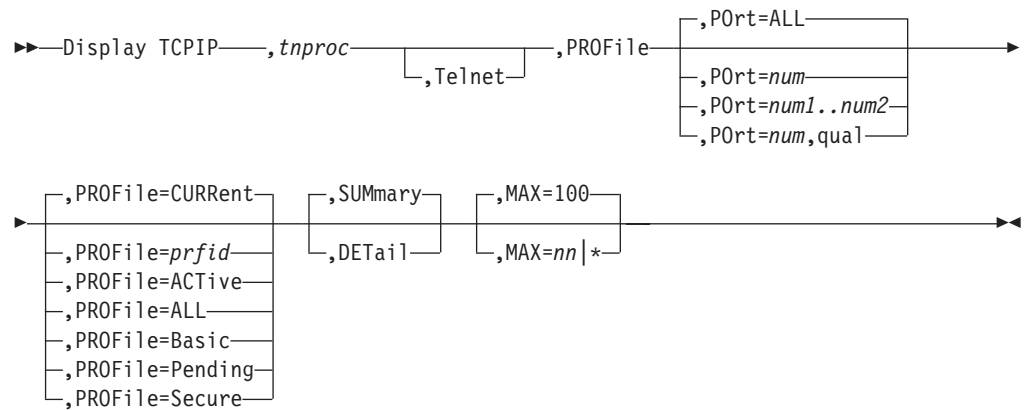 Display TCPIP ,tnproc ,Telnet ,PROFile ,POrt=ALL
,POrt=num
,POrt=num1..num2
,POrt=num,qual
,PROFile=CURRent ,SUMmary ,MAX=100
,PROFile=prfid ,DETail ,MAX=nn|*
,PROFile=ACTive
,PROFile=ALL
,PROFile=Basic
,PROFile=Pending
,PROFile=Secure